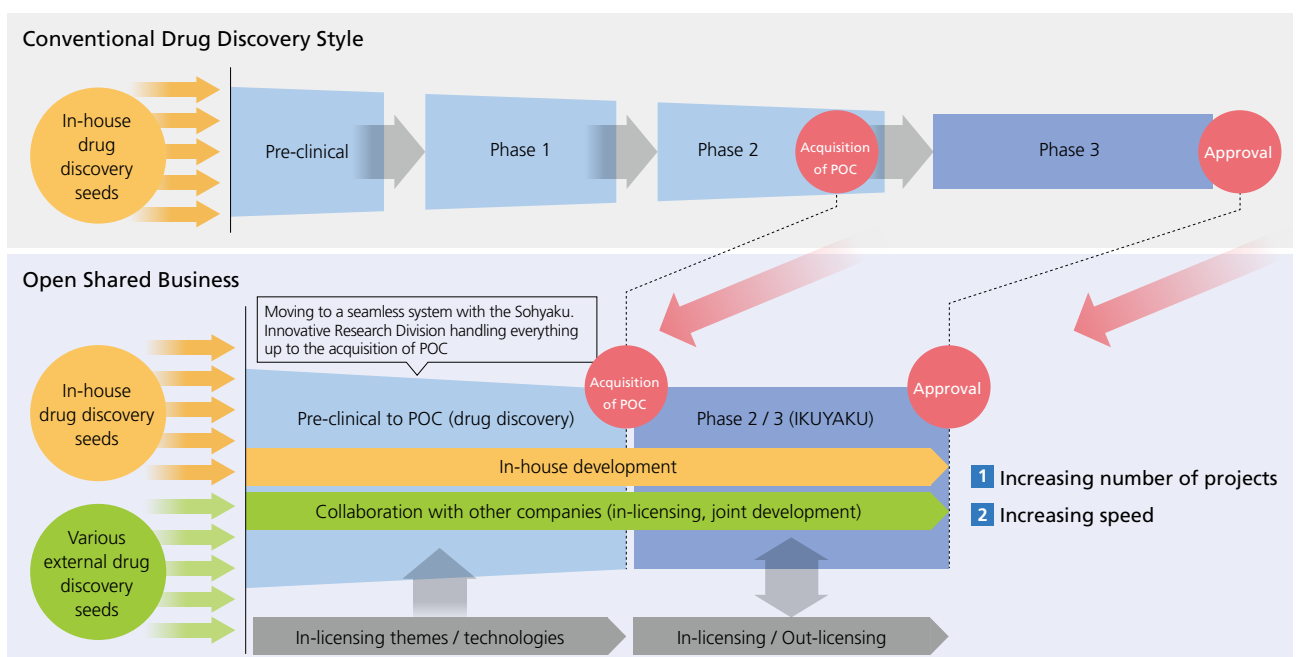 Conventional Drug Discovery Style
In-house
drug
discovery
seeds
Pre-clinical
Phase 1
Phase 2
Acquisition
of POC
Phase 3
Approval
Open Shared Business
Moving to a seamless system with the Sohyaku.
Innovative Research Division handling everything
up to the acquisition of POC
In-house
drug discovery
seeds
Pre-clinical to POC (drug discovery)
Acquisition
of POC
Phase 2 / 3 (IKUYAKU)
Approval
In-house development
Collaboration with other companies (in-licensing, joint development)
1 Increasing number of projects
2 Increasing speed
Various
external drug
discovery
seeds
In-licensing themes / technologies
In-licensing / Out-licensing